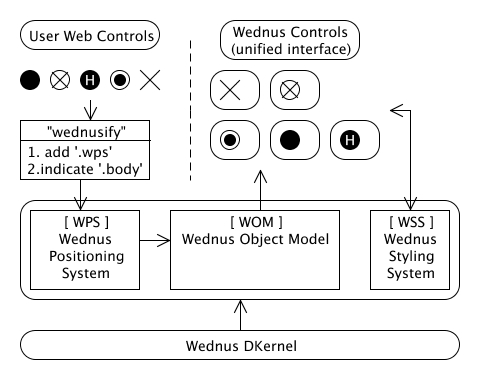 User Web Controls
Wednus Controls
(unified interface)
H
"wednusify"
1. add '.wps'
2.indicate '.body'
H
[ WPS ]
Wednus
Positioning
System
[ WOM ]
Wednus Object Model
[ WSS ]
Wednus
Styling
System
Wednus DKernel